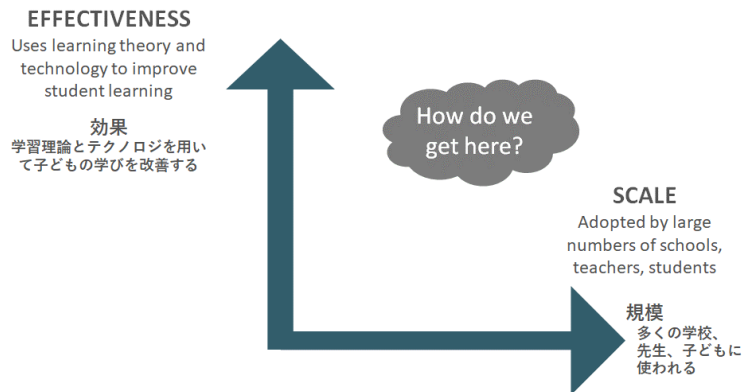 EFFECTIVENESS
Uses learning theory and
technology to improve
student learning
効果
学習理論とテクノロジを用い
て子どもの学びを改善する
How do we
get here?
SCALE
Adopted by large
numbers of schools,
teachers, students
規模
多くの学校、
先生、子どもに
使われる